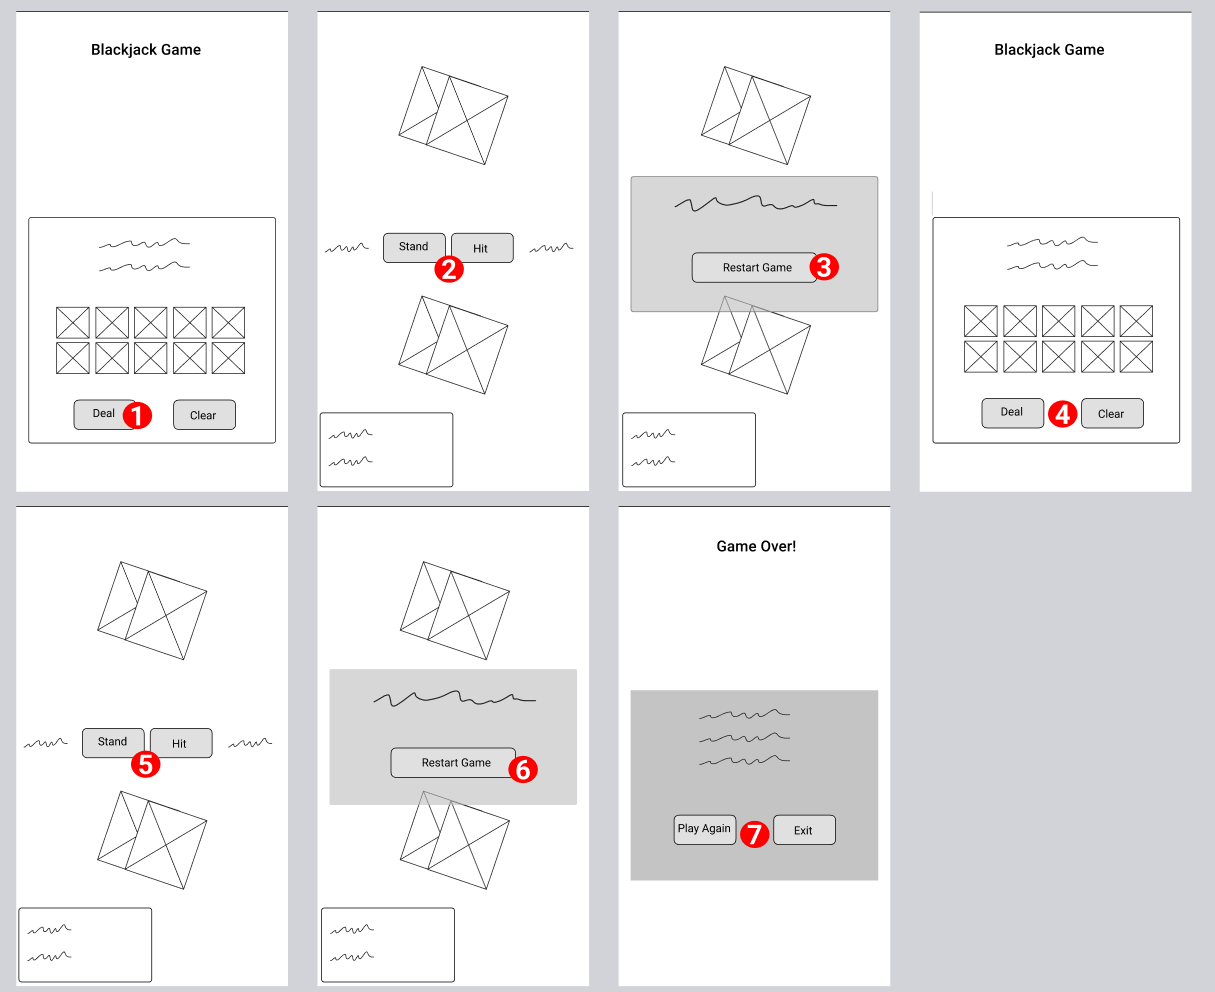 Blackjack Game
Deal
1
Clear
Stand
Hit
2
Restart Game
3
Blackjack Game
Deal
4
Clear
Stand
Hit
5
Restart Game
6
Game Over!
Play Again
7
Exit